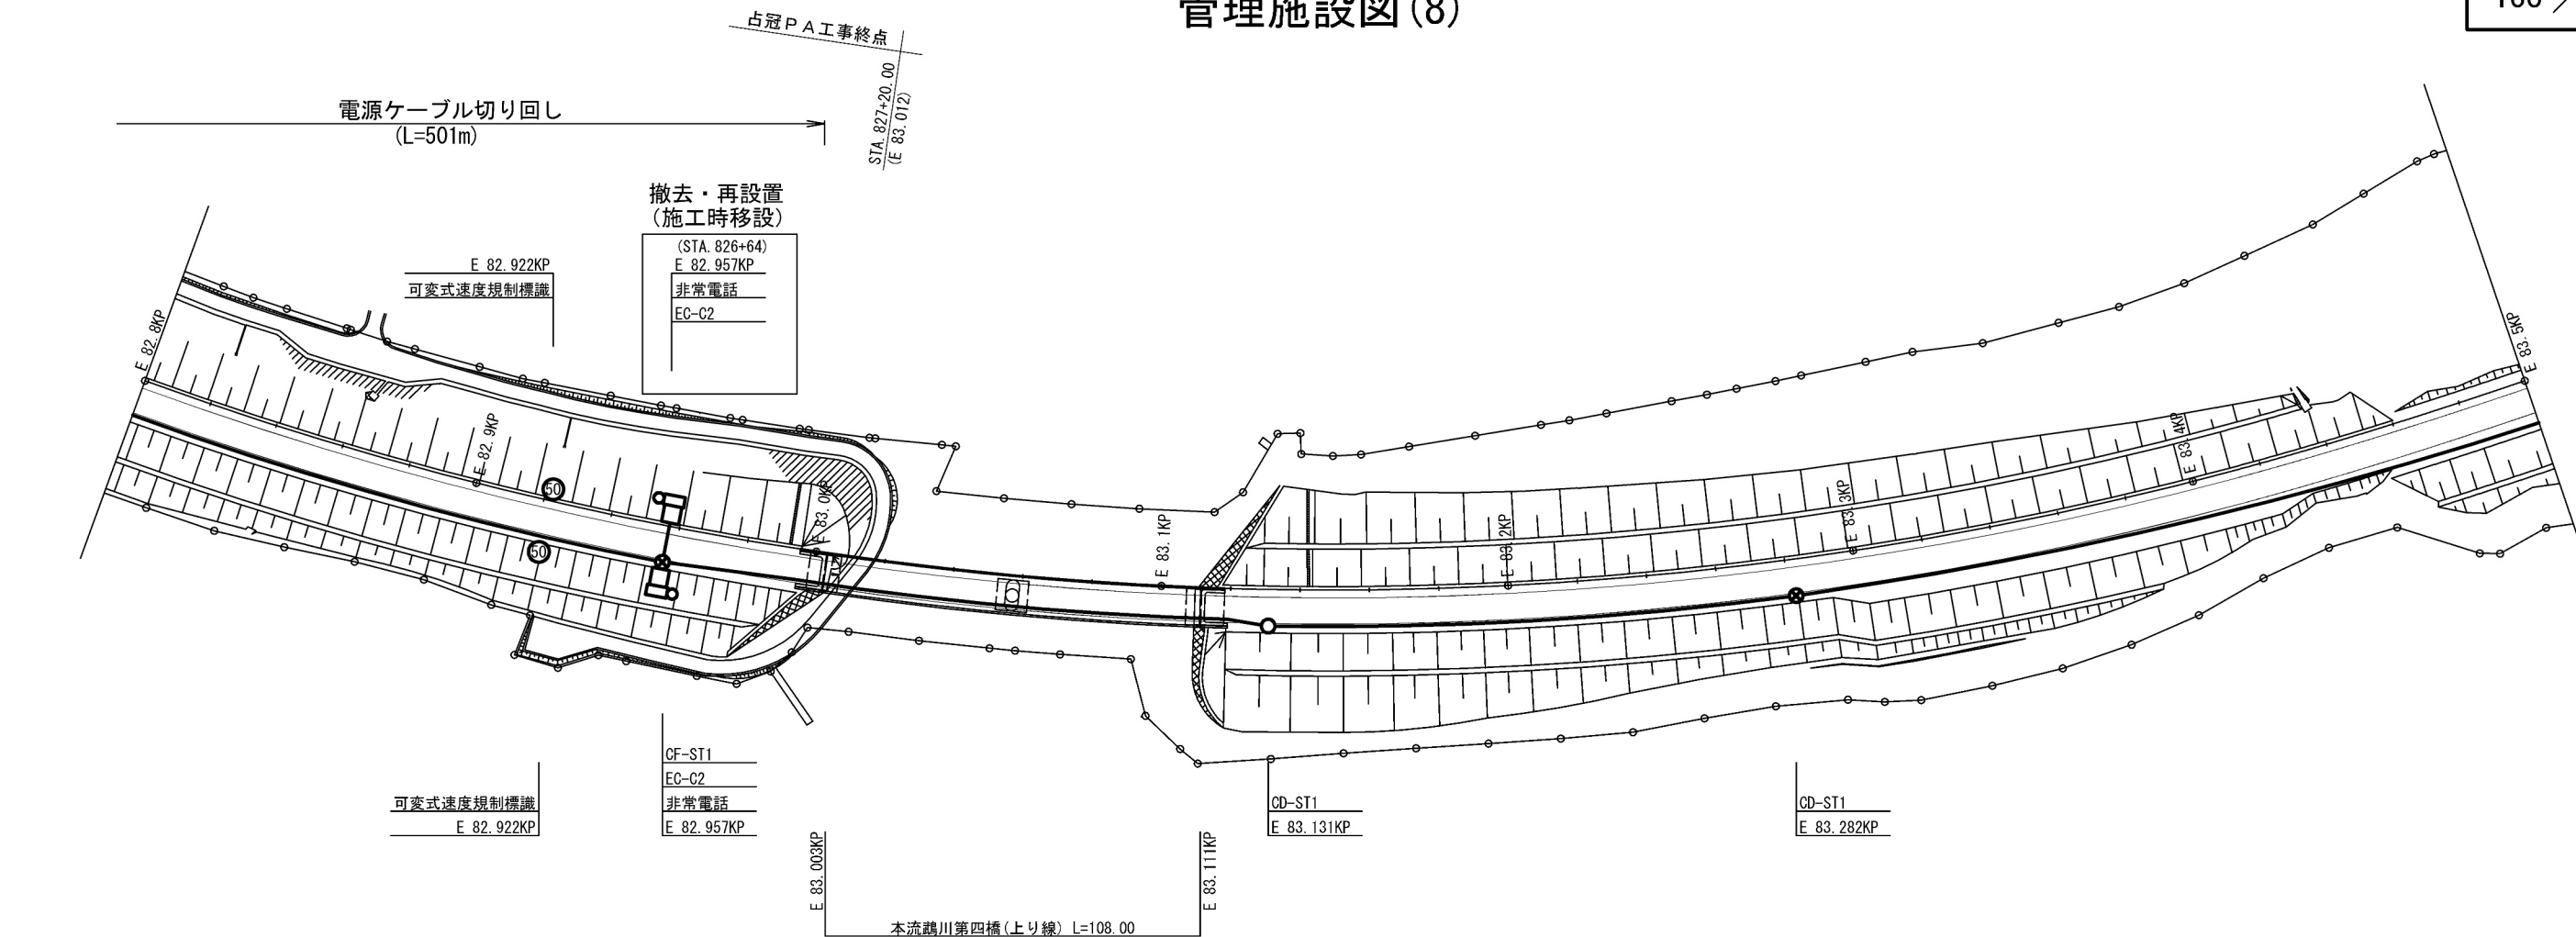 管理施設図(8)
占冠PA工事終点
STA.827+20.00
(E 83.012)
電源ケーブル切り回し
(L=501m)
撤去・再設置
(施工時移設)
(STA.826+64)
E 82.957KP
非常電話
EC-C2
E 82.922KP
可変式速度規制標識
E 82.8KP
E 82.9KP
E 83.0KP
E 83.1KP
E 83.2KP
E 83.3KP
E 83.4KP
E 83.5KP
50
50
可変式速度規制標識
E 82.922KP
CF-ST1
EC-C2
非常電話
E 82.957KP
CD-ST1
E 83.131KP
CD-ST1
E 83.282KP
E 83.003KP
E 83.111KP
本流鵡川第四橋(上り線) L=108.00